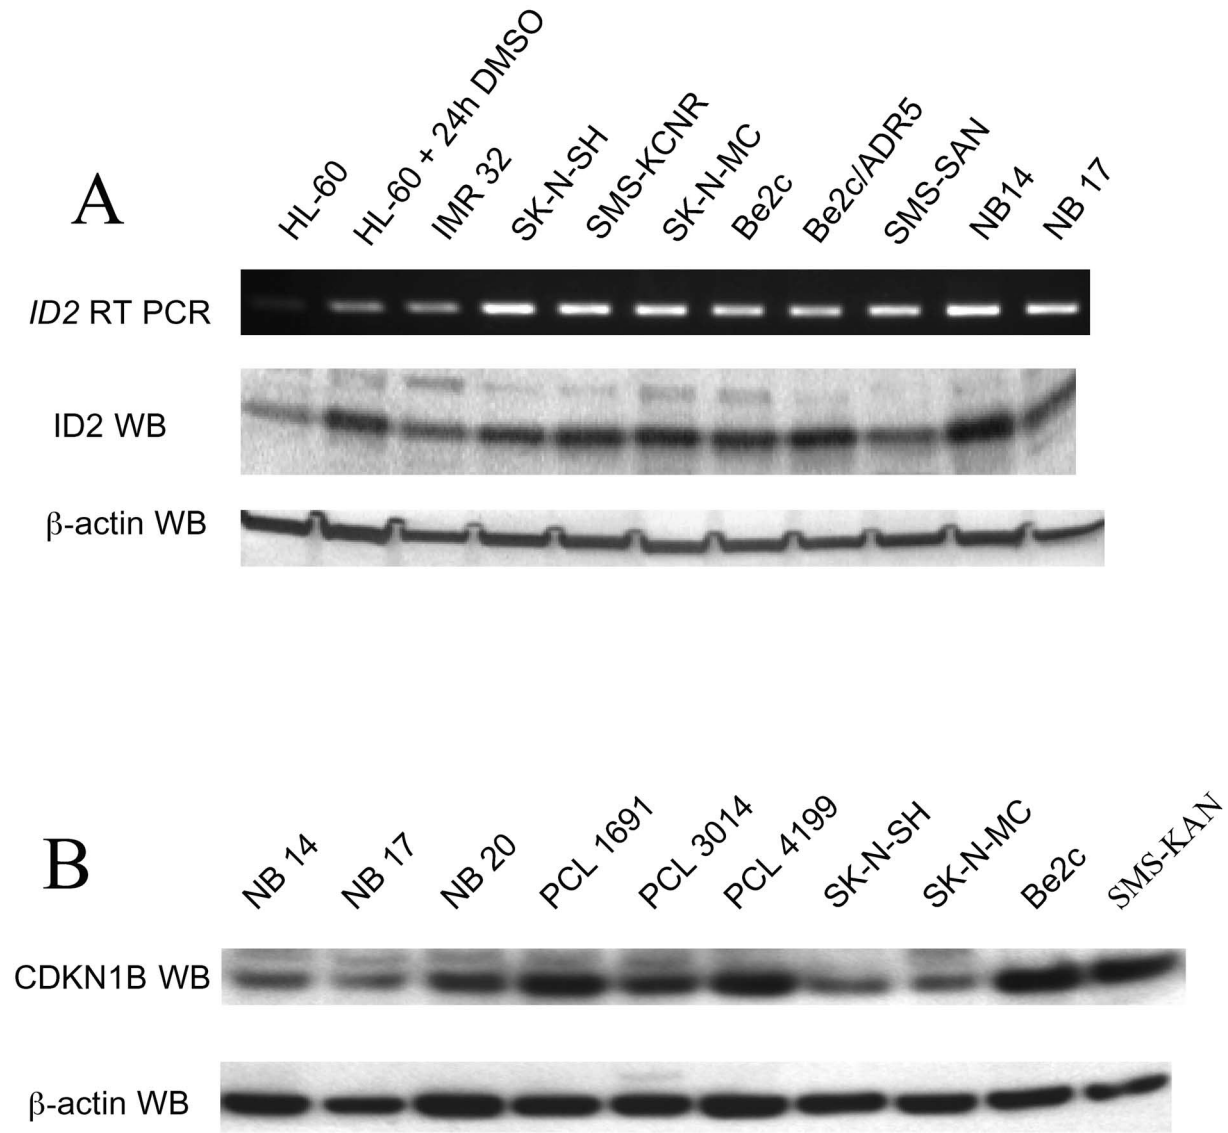 A
HL-60
HL-60 + 24h DMSO
IMR 32
SK-N-SH
SMS-KCNR
SK-N-MC
Be2c
Be2c/ADR5
SMS-SAN
NB14
NB 17
ID2 RT PCR
ID2 WB
β-actin WB
B
NB 14
NB 17
NB 20
PCL 1691
PCL 3014
PCL 4199
SK-N-SH
SK-N-MC
Be2c
SMS-KAN
CDKN1B WB
β-actin WB